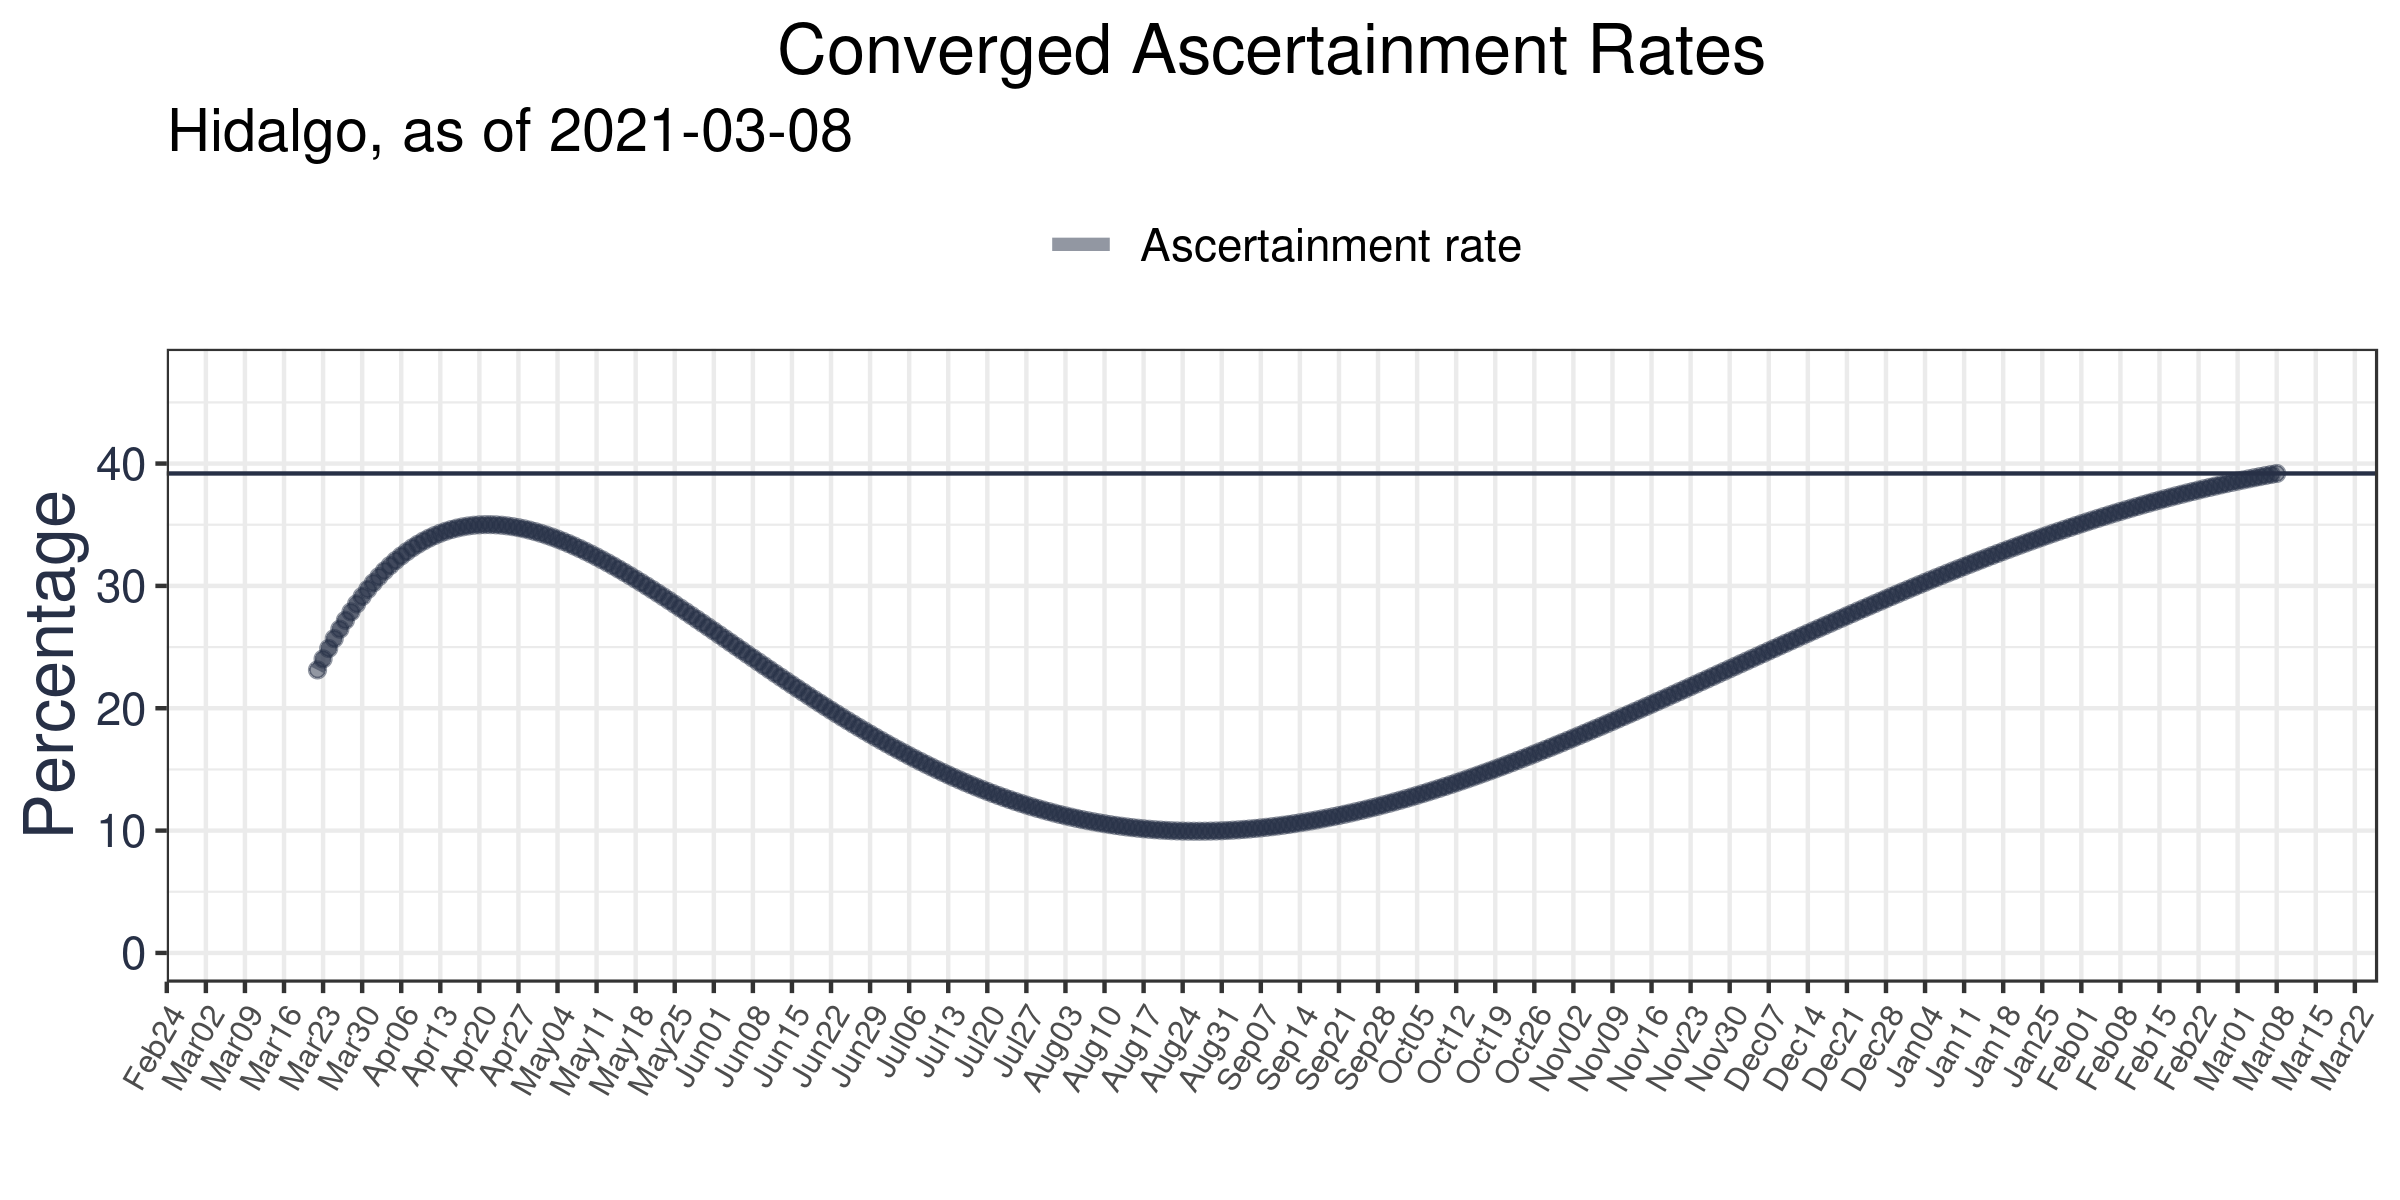 Converged Ascertainment Rates
Hidalgo, as of 2021-03-08
Ascertainment rate
Percentage
40
30
20
10
0
Feb24
Mar02
Mar09
Mar16
Mar23
Mar30
Apr06
Apr13
Apr20
Apr27
May04
May11
May18
May25
Jun01
Jun08
Jun15
Jun22
Jun29
Jul06
Jul13
Jul20
Jul27
Aug03
Aug10
Aug17
Aug24
Aug31
Sep07
Sep14
Sep21
Sep28
Oct05
Oct12
Oct19
Oct26
Nov02
Nov09
Nov16
Nov23
Nov30
Dec07
Dec14
Dec21
Dec28
Jan04
Jan11
Jan18
Jan25
Feb01
Feb08
Feb15
Feb22
Mar01
Mar08
Mar15
Mar22